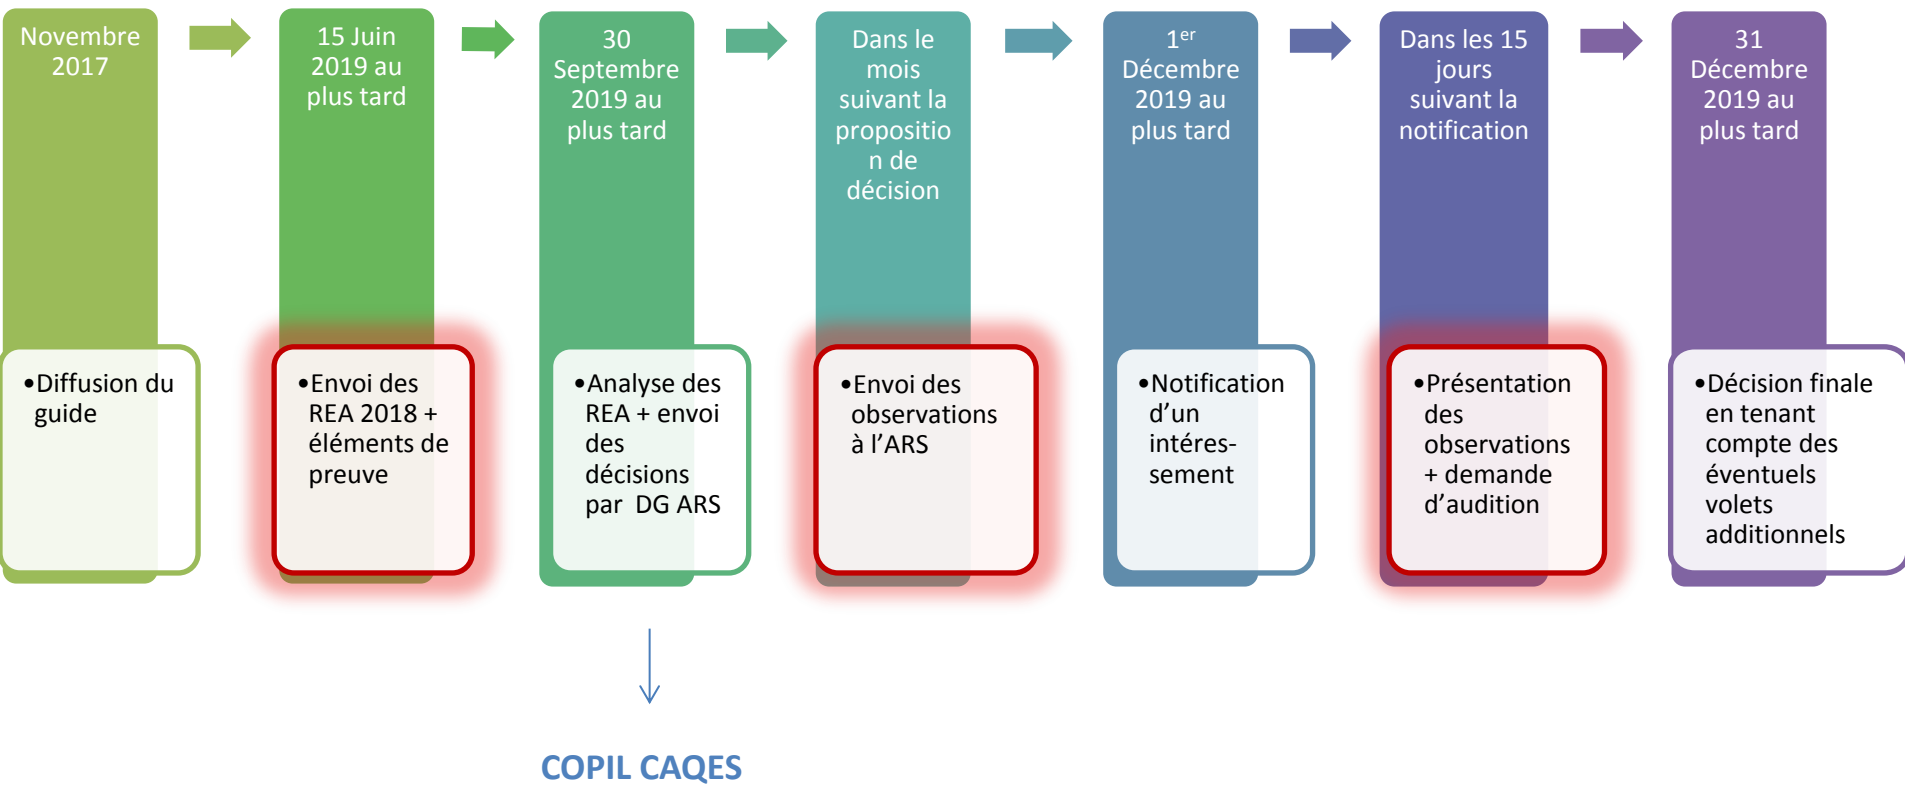 Novembre
2017
15 Juin
2019 au
plus tard
30
Septembre
2019 au
plus tard
Dans le
mois
suivant la
propositio
n de
décision
1er
Décembre
2019 au
plus tard
Dans les 15
jours
suivant la
notification
31
Décembre
2019 au
plus tard
•Diffusion du
guide
•Envoi des
REA 2018 +
éléments de
preuve
•Analyse des
REA + envoi
des
décisions
par DG ARS
•Envoi des
observations
à l’ARS
•Notification
d’un
intéres-
sement
•Présentation
des
observations
+ demande
d’audition
•Décision finale
en tenant
compte des
éventuels
volets
additionnels
COPIL CAQES